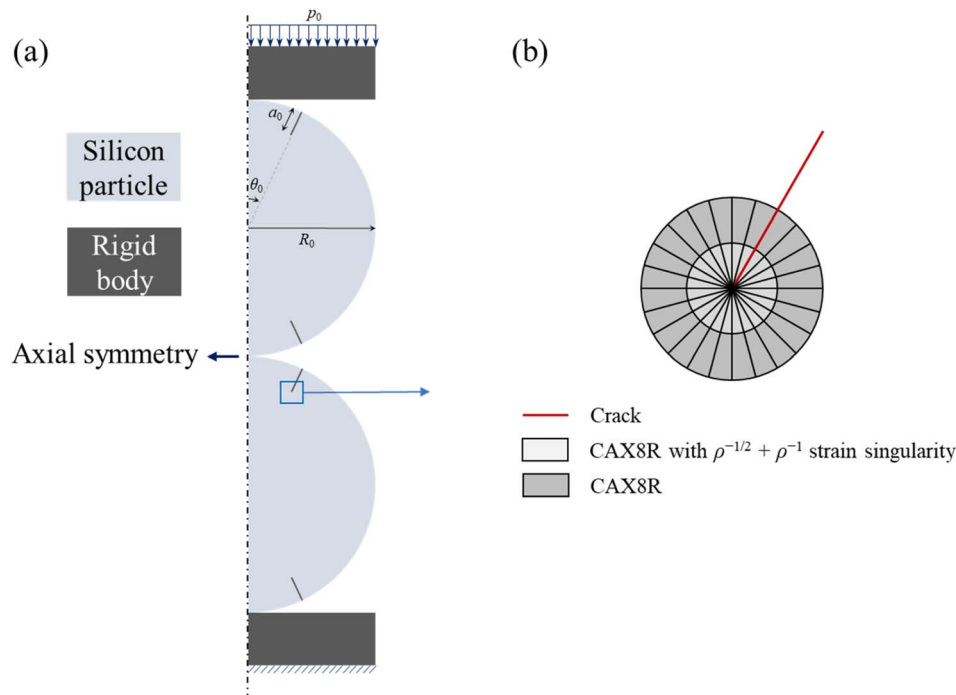 (a)
p₀
(b)
a₀
Silicon
particle
θ₀
R₀
Rigid
body
Axial symmetry
Crack
CAX8R with ρ⁻¹/² + ρ⁻¹ strain singularity
CAX8R